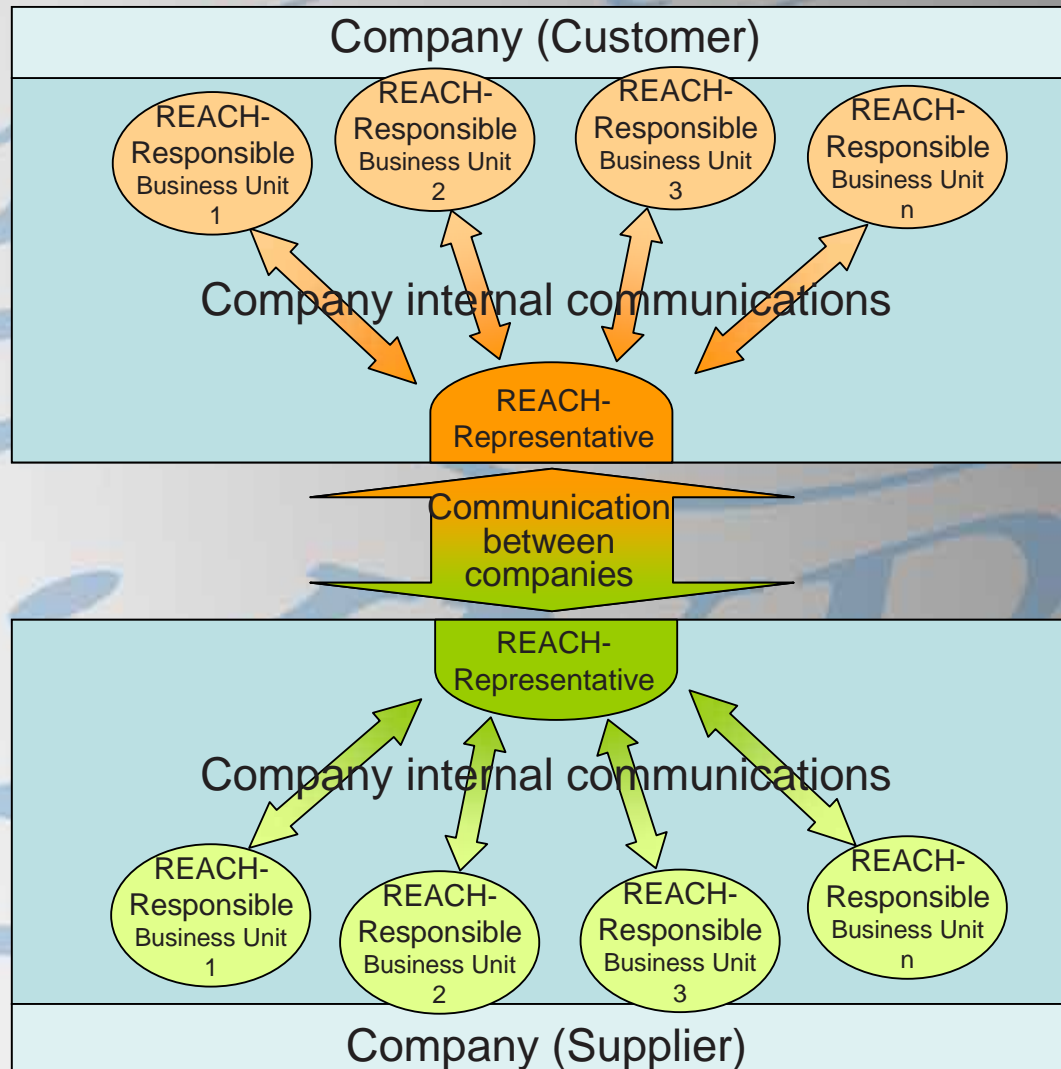 Company (Customer)
REACH-
Responsible
Business Unit
1
REACH-
Responsible
Business Unit
2
REACH-
Responsible
Business Unit
3
REACH-
Responsible
Business Unit
n
Company internal communications
REACH-
Representative
Communication
between
companies
REACH-
Representative
Company internal communications
REACH-
Responsible
Business Unit
1
REACH-
Responsible
Business Unit
2
REACH-
Responsible
Business Unit
3
REACH-
Responsible
Business Unit
n
Company (Supplier)